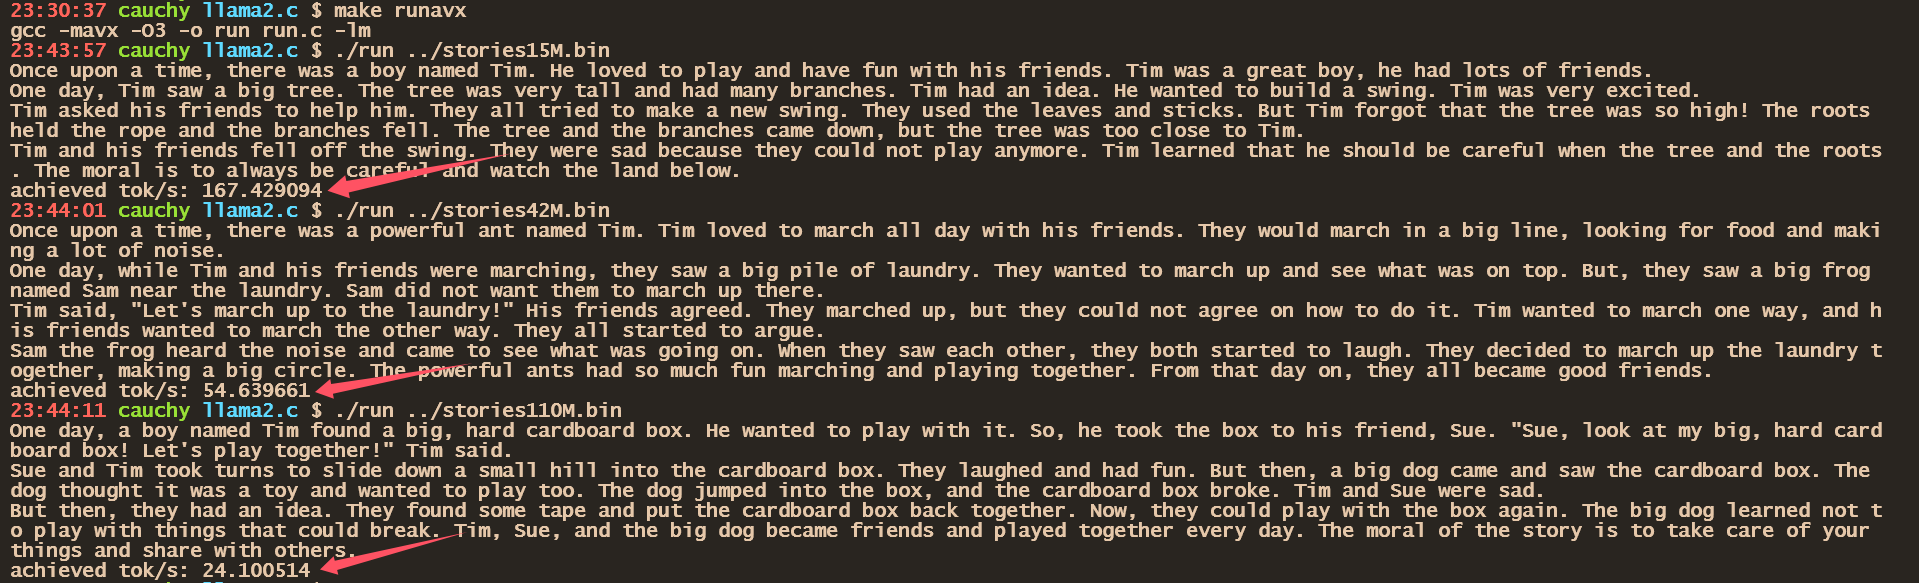 23:30:37 cauchy llama2.c $ make runavx
gcc -mavx -O3 -o run run.c -lm
23:43:57 cauchy llama2.c $ ./run ../stories15M.bin
Once upon a time, there was a boy named Tim. He loved to play and have fun with his friends. Tim was a great boy, he had lots of friends.
One day, Tim saw a big tree. The tree was very tall and had many branches. Tim had an idea. He wanted to build a swing. Tim was very excited.
Tim asked his friends to help him. They all tried to make a new swing. They used the leaves and sticks. But Tim forgot that the tree was so high! The roots
held the rope and the branches fell. The tree and the branches came down, but the tree was too close to Tim.
Tim and his friends fell off the swing. They were sad because they could not play anymore. Tim learned that he should be careful when the tree and the roots
. The moral is to always be careful and watch the land below.
achieved tok/s: 167.429094
23:44:01 cauchy llama2.c $ ./run ../stories42M.bin
Once upon a time, there was a powerful ant named Tim. Tim loved to march all day with his friends. They would march in a big line, looking for food and maki
ng a lot of noise.
One day, while Tim and his friends were marching, they saw a big pile of laundry. They wanted to march up and see what was on top. But, they saw a big frog
named Sam near the laundry. Sam did not want them to march up there.
Tim said, "Let's march up to the laundry!" His friends agreed. They marched up, but they could not agree on how to do it. Tim wanted to march one way, and h
is friends wanted to march the other way. They all started to argue.
Sam the frog heard the noise and came to see what was going on. When they saw each other, they both started to laugh. They decided to march up the laundry t
ogether, making a big circle. The powerful ants had so much fun marching and playing together. From that day on, they all became good friends.
achieved tok/s: 54.639661
23:44:11 cauchy llama2.c $ ./run ../stories110M.bin
One day, a boy named Tim found a big, hard cardboard box. He wanted to play with it. So, he took the box to his friend, Sue. "Sue, look at my big, hard card
board box! Let's play together!" Tim said.
Sue and Tim took turns to slide down a small hill into the cardboard box. They laughed and had fun. But then, a big dog came and saw the cardboard box. The
dog thought it was a toy and wanted to play too. The dog jumped into the box, and the cardboard box broke. Tim and Sue were sad.
But then, they had an idea. They found some tape and put the cardboard box back together. Now, they could play with the box again. The big dog learned not t
o play with things that could break. Tim, Sue, and the big dog became friends and played together every day. The moral of the story is to take care of your
things and share with others.
achieved tok/s: 24.100514